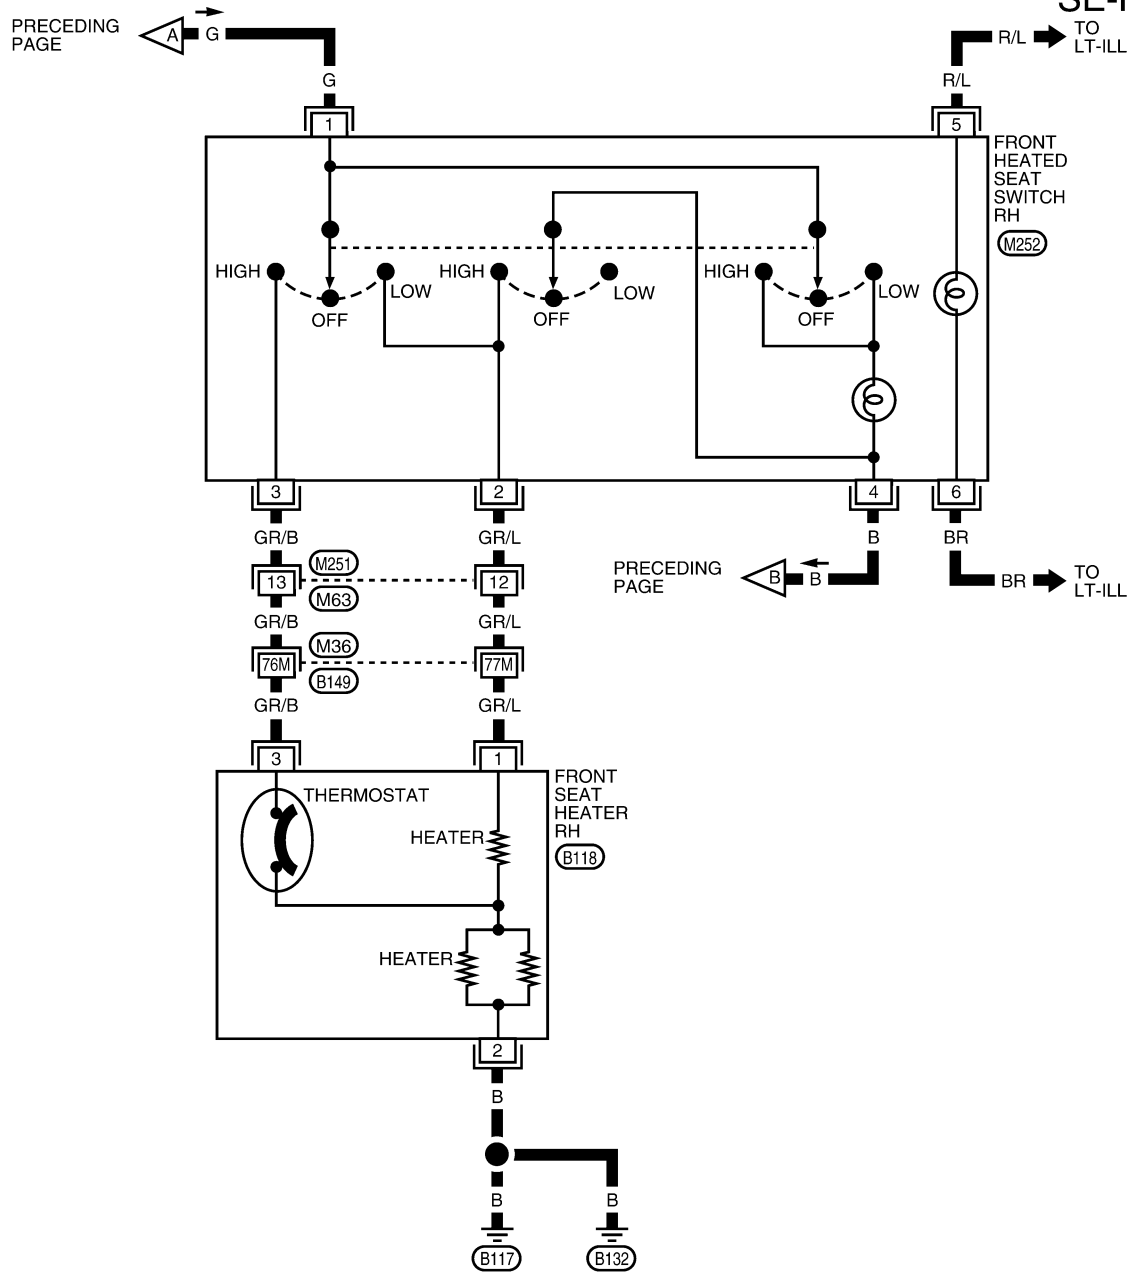 PRECEDING
PAGE
A
G
R/L
TO
LT-ILL
G
R/L
1
5
FRONT
HEATED
SEAT
SWITCH
RH
M252
HIGH
LOW
OFF
HIGH
LOW
OFF
HIGH
LOW
OFF
3
2
4
6
GR/B
GR/L
B
BR
PRECEDING
PAGE
B
B
BR
TO
LT-ILL
M251
13
12
M63
GR/B
GR/L
M36
76M
77M
B149
GR/B
GR/L
3
1
FRONT
SEAT
HEATER
RH
B118
THERMOSTAT
HEATER
HEATER
2
B
B
B
B117
B132